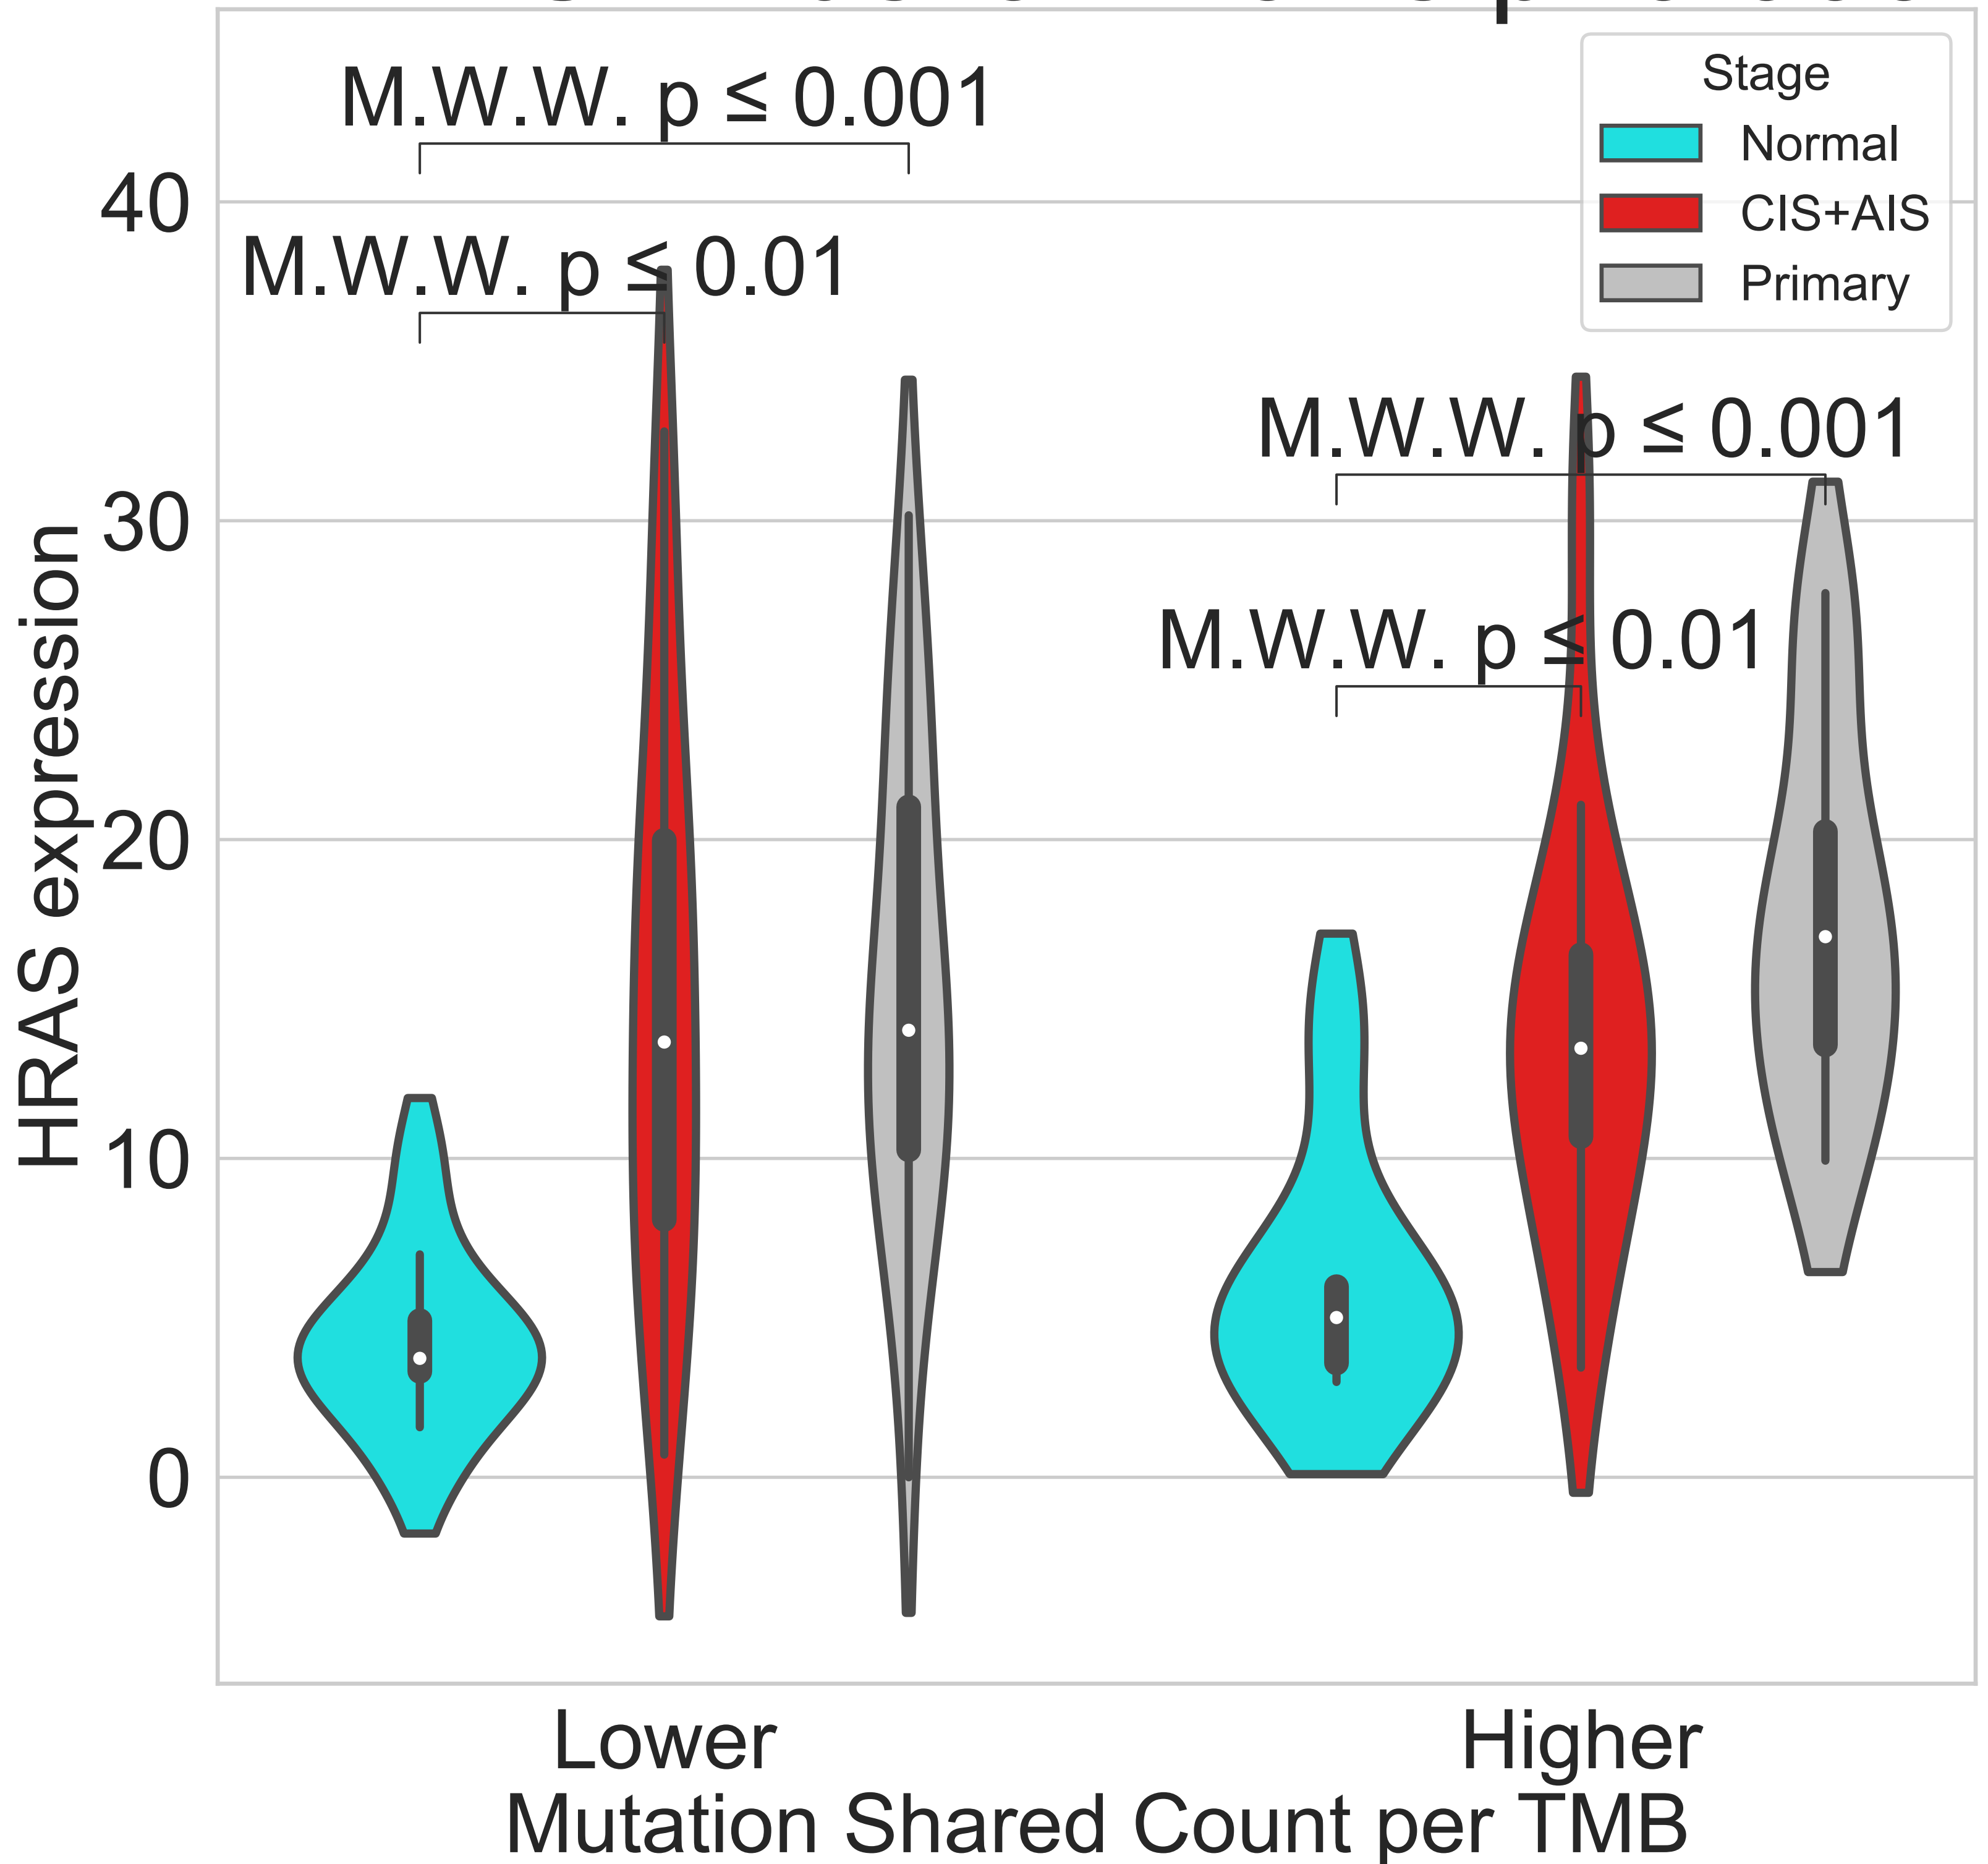 M.W.W. p ≤ 0.001
Stage
Normal
CIS+AIS
Primary
40
M.W.W. p ≤ 0.01
M.W.W. p ≤ 0.001
30
M.W.W. p ≤ 0.01
20
10
0
HRAS expression
Lower
Higher
Mutation Shared Count per TMB